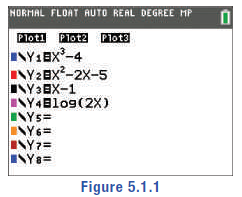 NORMAL FLOAT AUTO REAL DEGREE MP
Plot1 Plot2 Plot3
\Y₁=X³-4
\Y₂=X²-2X-5
\Y₃=X-1
\Y₄=log(2X)
\Y₅=
\Y₆=
\Y₇=
\Y₈=
Figure 5.1.1